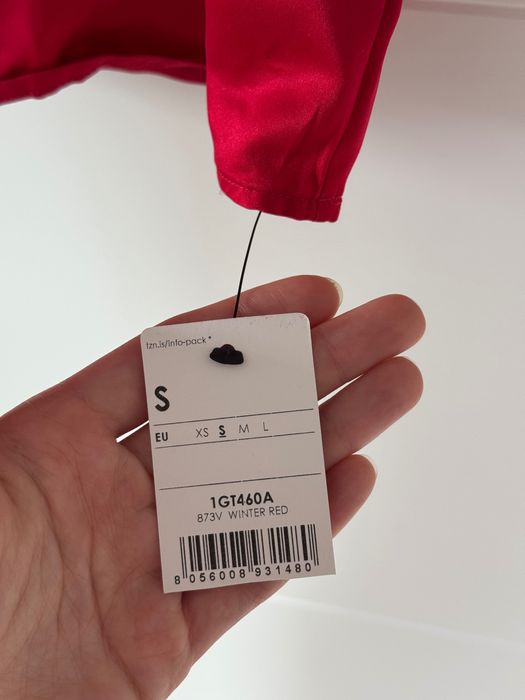 tzn.is/info-pack*
S
EU XS S M L
1GT460A
873V WINTER RED
8 056008 931480